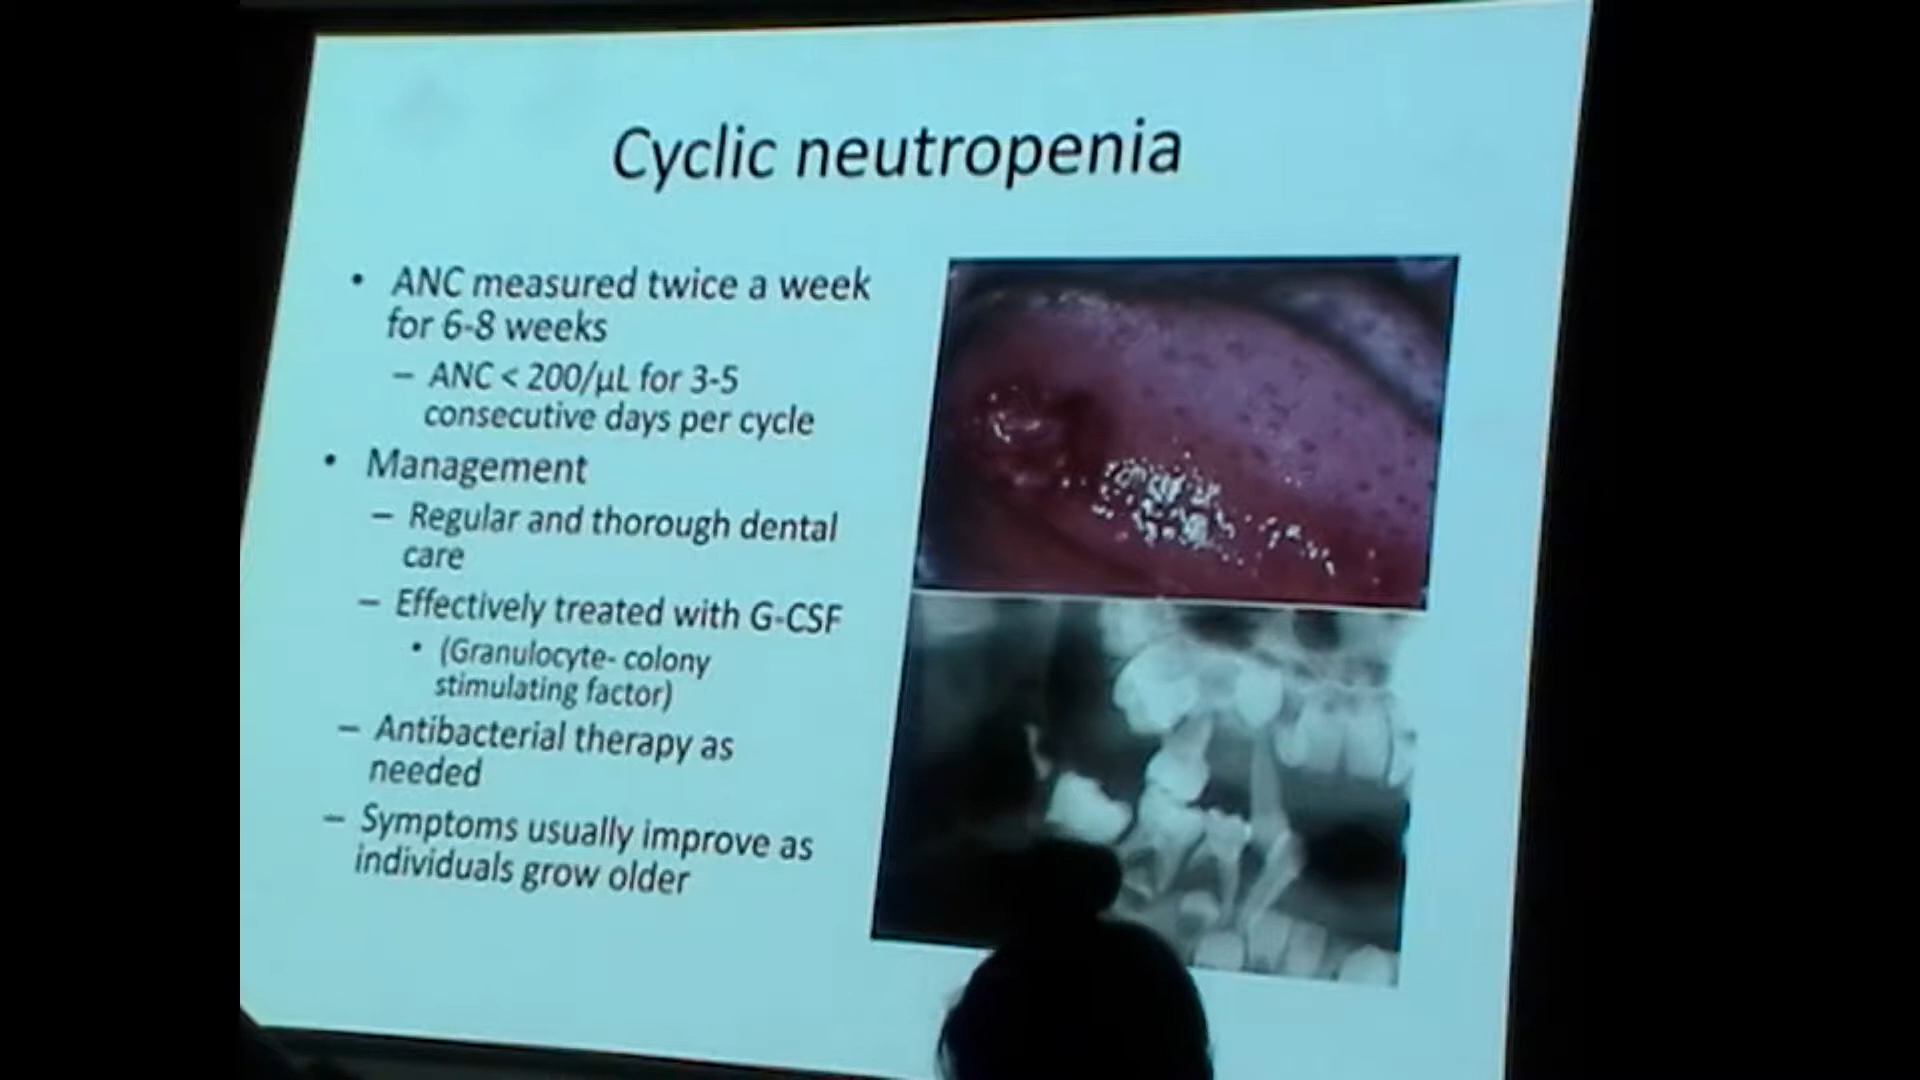 Cyclic neutropenia
• ANC measured twice a week
for 6-8 weeks
– ANC < 200/µL for 3-5
consecutive days per cycle
• Management
– Regular and thorough dental
care
– Effectively treated with G-CSF
• (Granulocyte- colony
stimulating factor)
– Antibacterial therapy as
needed
– Symptoms usually improve as
individuals grow older